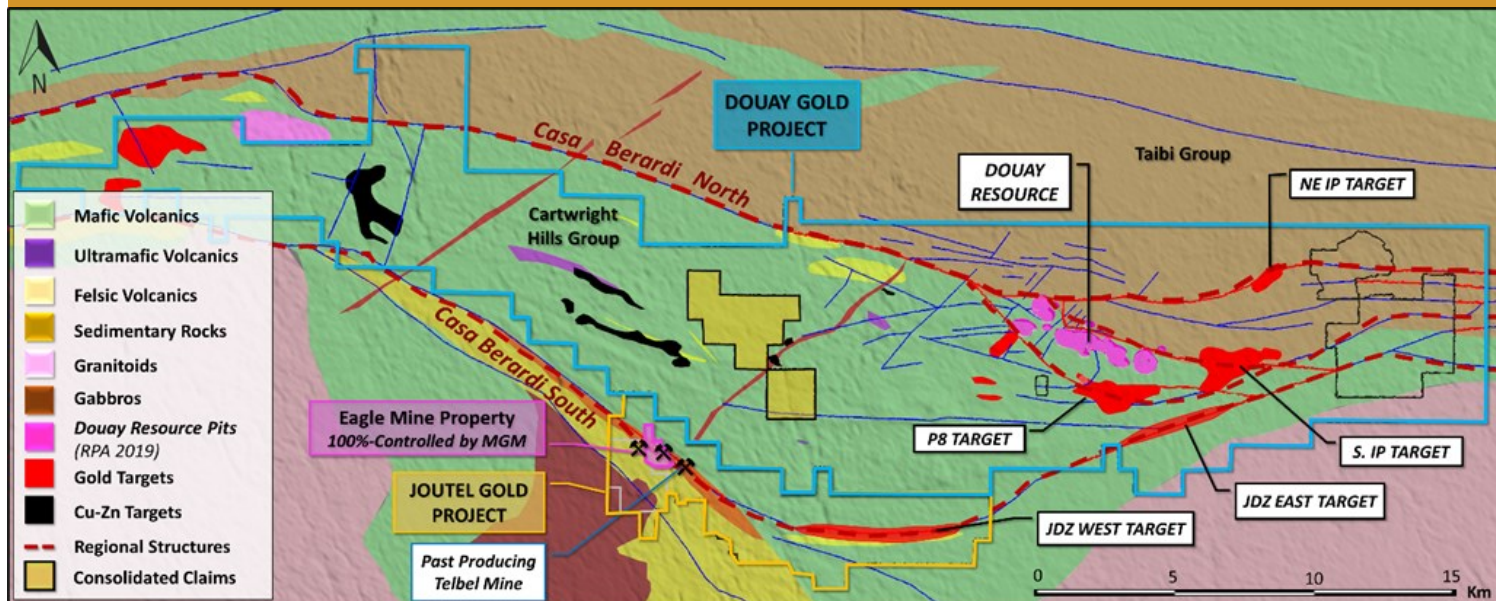 N
DOUAY GOLD
PROJECT
Casa Berardi North
Taibi Group
DOUAY
RESOURCE
NE IP TARGET
Cartwright
Hills Group
Mafic Volcanics
Ultramafic Volcanics
Felsic Volcanics
Sedimentary Rocks
Granitoids
Gabbros
Douay Resource Pits
(RPA 2019)
Gold Targets
Cu-Zn Targets
Regional Structures
Consolidated Claims
Casa Berardi South
Eagle Mine Property
100%-Controlled by MGM
JOUTEL GOLD
PROJECT
Past Producing
Telbel Mine
P8 TARGET
S. IP TARGET
JDZ EAST TARGET
JDZ WEST TARGET
0 5 10 15
Km